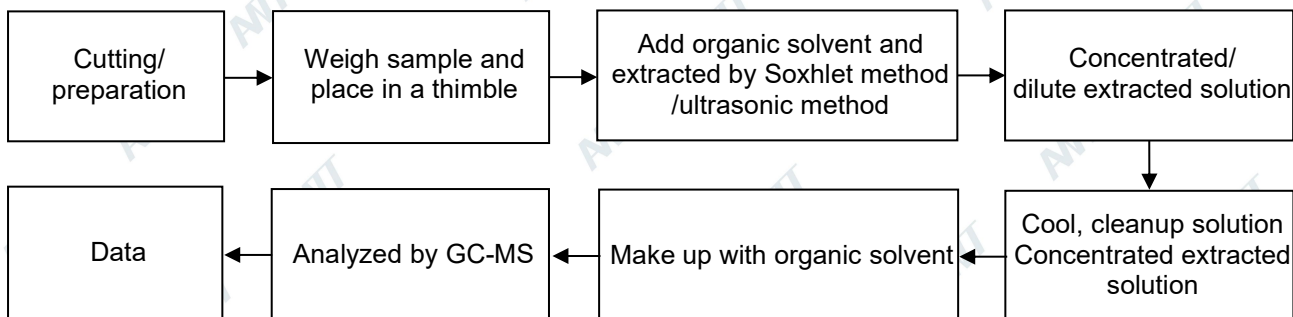 Cutting/
preparation
Weigh sample and
place in a thimble
Add organic solvent and
extracted by Soxhlet method
/ultrasonic method
Concentrated/
dilute extracted solution
Cool, cleanup solution
Concentrated extracted
solution
Make up with organic solvent
Analyzed by GC-MS
Data